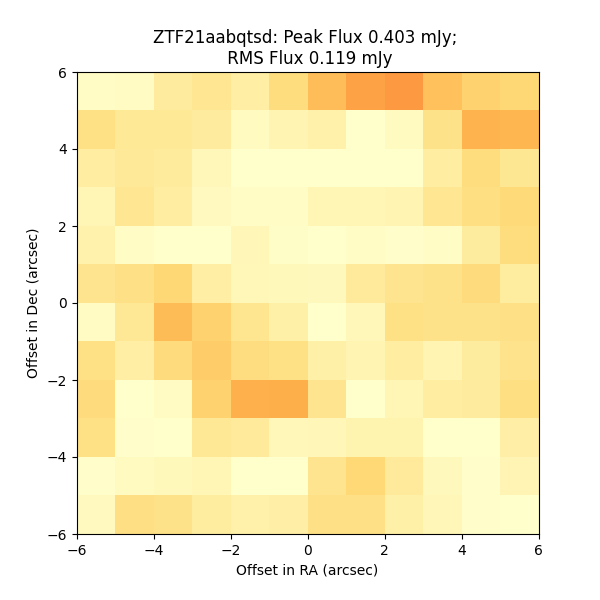 ZTF21aabqtsd: Peak Flux 0.403 mJy;
RMS Flux 0.119 mJy
6
4
2
0
−2
−4
−6
Offset in Dec (arcsec)
−6 −4 −2 0 2 4 6
Offset in RA (arcsec)